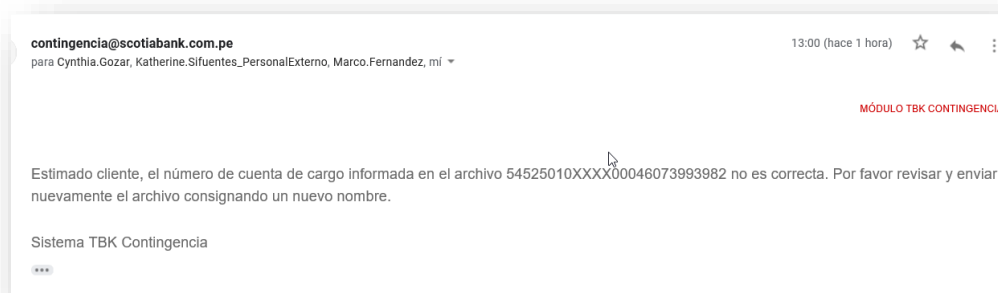 contingencia@scotiabank.com.pe
13:00 (hace 1 hora)
para Cynthia.Gozar, Katherine.Sifuentes_PersonalExterno, Marco.Fernandez, mí
MÓDULO TBK CONTINGENCIA
Estimado cliente, el número de cuenta de cargo informada en el archivo 54525010XXXX00046073993982 no es correcta. Por favor revisar y enviar
nuevamente el archivo consignando un nuevo nombre.
Sistema TBK Contingencia